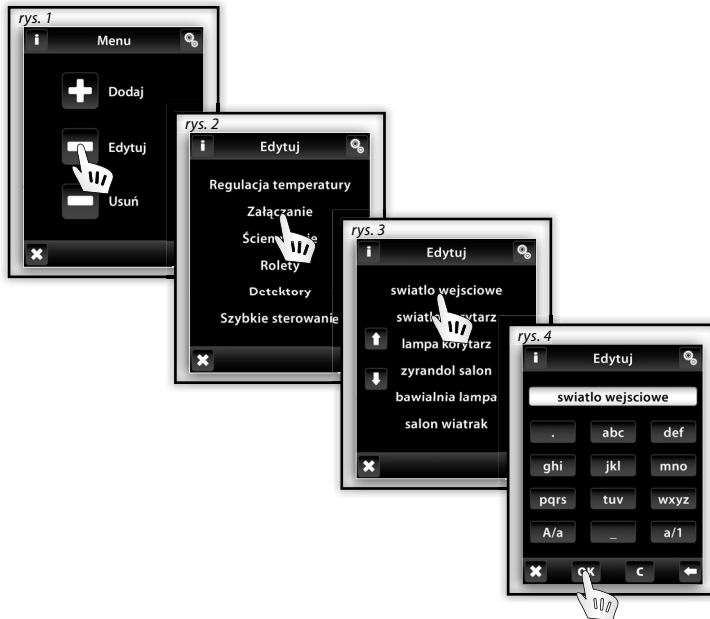 rys. 1
i Menu
Dodaj
Edytuj
Usuń
rys. 2
i Edytuj
Regulacja temperatury
Załączanie
Rolety
Detektory
Szybkie sterowanie
rys. 3
i Edytuj
swiatlo wejsciowe
lampa korytarz
zyrandol salon
bawialnia lampa
salon wiatrak
rys. 4
i Edytuj
swiatlo wejsciowe
. abc def
ghi jkl mno
pqrs tuv wxyz
A/a _ a/1
OK C